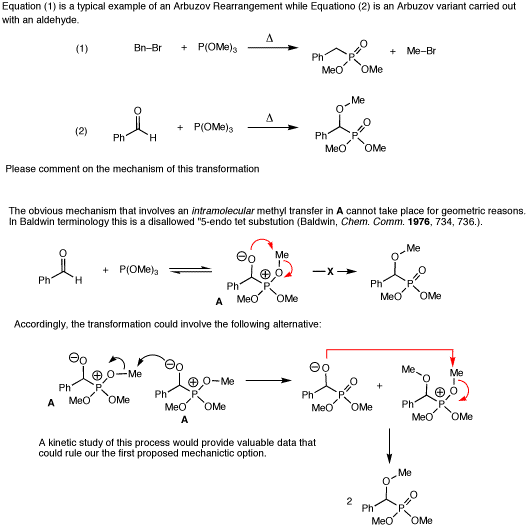 Equation (1) is a typical example of an Arbuzov Rearrangement while Equationo (2) is an Arbuzov variant carried out
with an aldehyde.
(1) Bn–Br + P(OMe)3 Δ Ph P O MeO OMe + Me–Br
(2) Ph O H + P(OMe)3 Δ O Me Ph P O MeO OMe
Please comment on the mechanism of this transformation
The obvious mechanism that involves an intramolecular methyl transfer in A cannot take place for geometric reasons.
In Baldwin terminology this is a disallowed "5-endo tet substution (Baldwin, Chem. Comm. 1976, 734, 736.).
Ph O H + P(OMe)3 A ⊖ O Me O Ph P ⊕ MeO OMe X O Me Ph P O MeO OMe
Accordingly, the transformation could involve the following alternative:
A ⊖ O Ph P ⊕ O Me MeO OMe ⊖ O Ph P ⊕ O Me MeO OMe A ⊖ O Ph P O MeO OMe + MeO Me O Ph P ⊕ MeO OMe
A kinetic study of this process would provide valuable data that
could rule our the first proposed mechanictic option.
2 O Me Ph P O MeO OMe